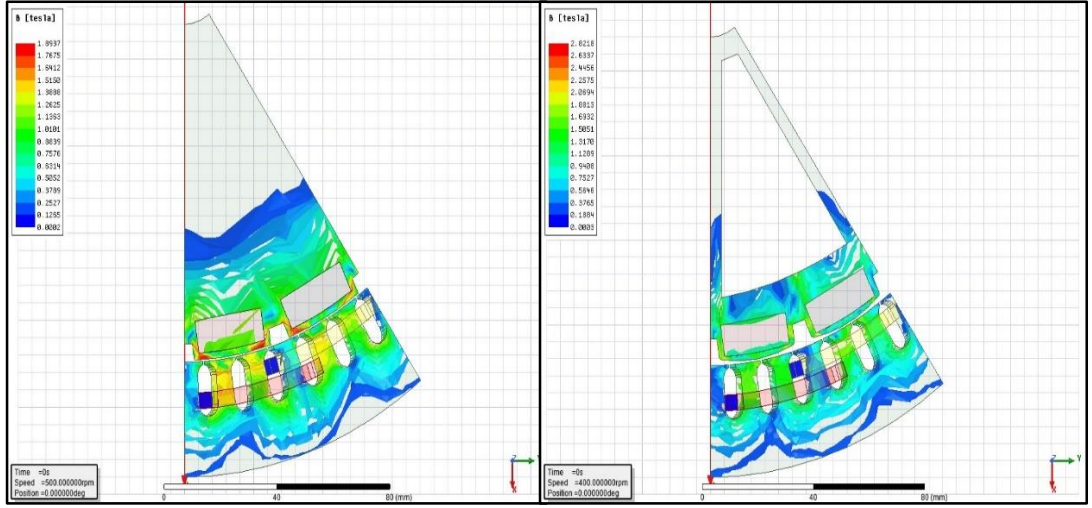 B [tesla]
1.8937
1.7675
1.6412
1.5150
1.3888
1.2625
1.1363
1.0101
0.8839
0.7576
0.6314
0.5052
0.3789
0.2527
0.1265
0.0002
Time =0s
Speed =500.000000rpm
Position =0.000000deg
0 40 80 (mm)
Z
Y
X
B [tesla]
2.8218
2.6337
2.4456
2.2575
2.0694
1.8813
1.6932
1.5051
1.3170
1.1289
0.9408
0.7527
0.5646
0.3765
0.1884
0.0003
Time =0s
Speed =400.000000rpm
Position =0.000000deg
0 40 80 (mm)
Z
Y
X